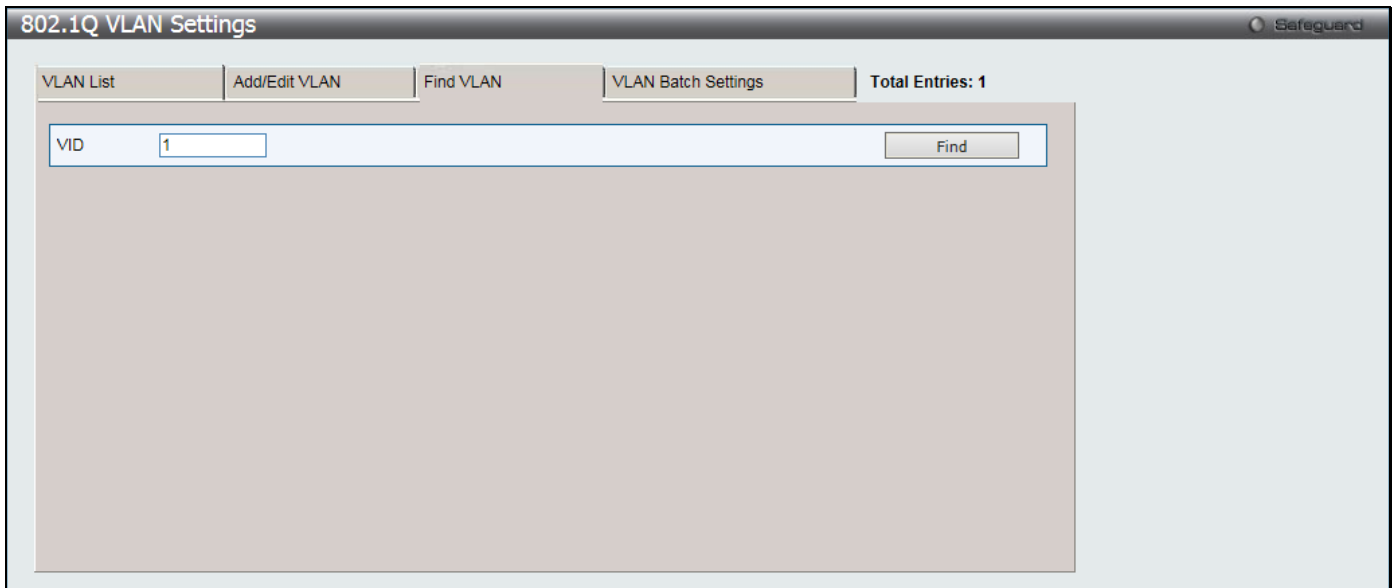 802.1Q VLAN Settings
Safeguard
VLAN List
Add/Edit VLAN
Find VLAN
VLAN Batch Settings
Total Entries: 1
VID
1
Find